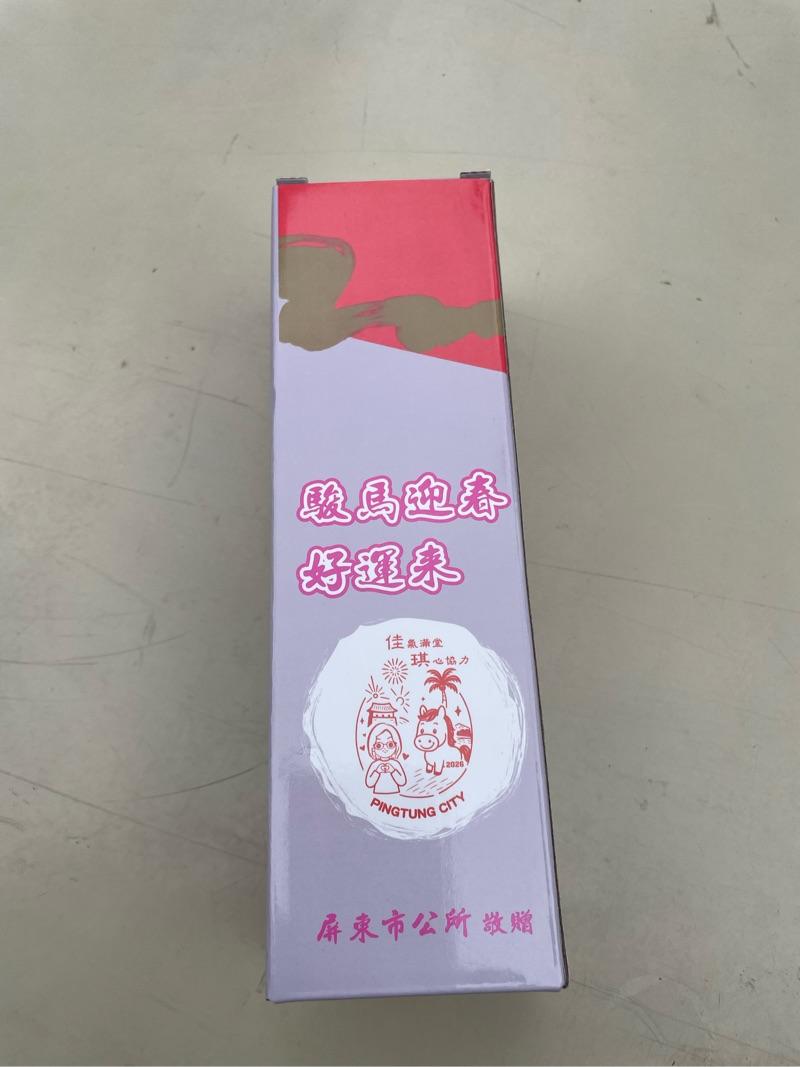 駿馬迎春
好運来
佳氣滿堂
琪心協力
2026
PINGTUNG CITY
屏東市公所 敬贈